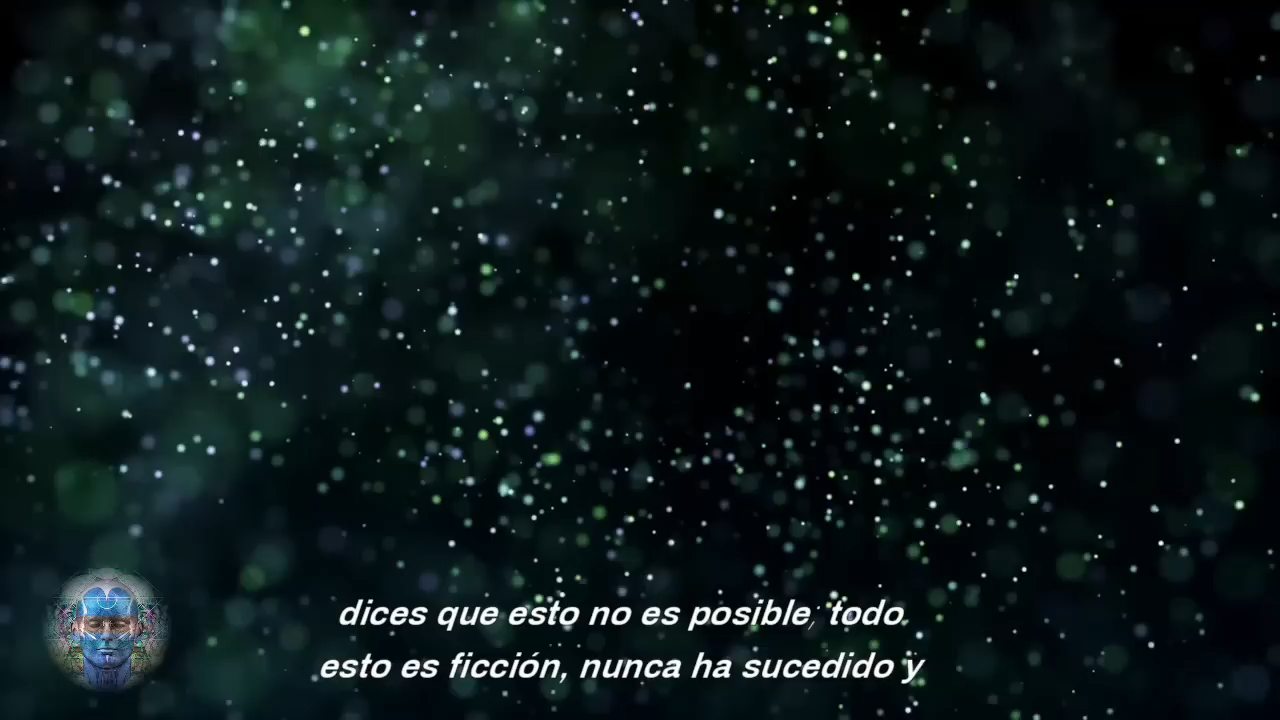 dices que esto no es posible, todo
esto es ficción, nunca ha sucedido y